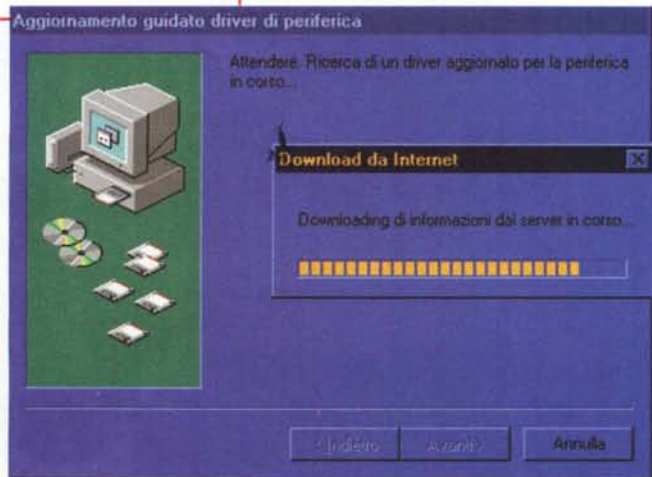 Aggiornamento guidato driver di periferica
Attendere. Ricerca di un driver aggiornato per la periferica
in corso...
Download da Internet
Downloading di informazioni dal server in corso...
< Indietro
Avanti >
Annulla